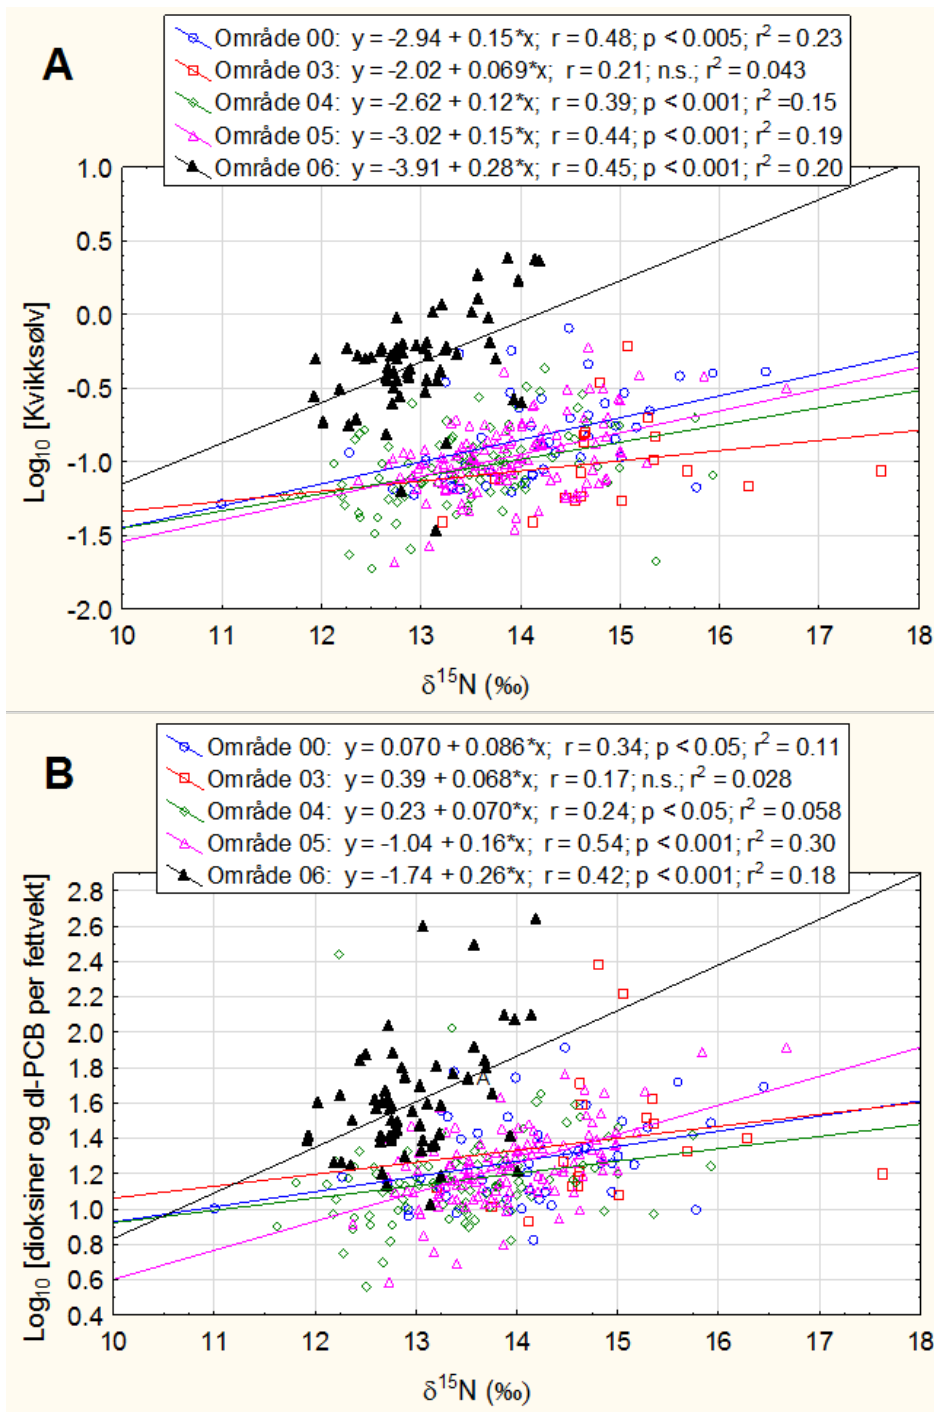 A
Område 00: y = -2.94 + 0.15*x; r = 0.48; p < 0.005; r² = 0.23
Område 03: y = -2.02 + 0.069*x; r = 0.21; n.s.; r² = 0.043
Område 04: y = -2.62 + 0.12*x; r = 0.39; p < 0.001; r² =0.15
Område 05: y = -3.02 + 0.15*x; r = 0.44; p < 0.001; r² = 0.19
Område 06: y = -3.91 + 0.28*x; r = 0.45; p < 0.001; r² = 0.20
Log₁₀ [Kvikksølv]
1.0
0.5
0.0
-0.5
-1.0
-1.5
-2.0
10 11 12 13 14 15 16 17 18
δ¹⁵N (‰)
B
Område 00: y = 0.070 + 0.086*x; r = 0.34; p < 0.05; r² = 0.11
Område 03: y = 0.39 + 0.068*x; r = 0.17; n.s.; r² = 0.028
Område 04: y = 0.23 + 0.070*x; r = 0.24; p < 0.05; r² = 0.058
Område 05: y = -1.04 + 0.16*x; r = 0.54; p < 0.001; r² = 0.30
Område 06: y = -1.74 + 0.26*x; r = 0.42; p < 0.001; r² = 0.18
Log₁₀ [dioksiner og dl-PCB per fettvekt]
2.8
2.6
2.4
2.2
2.0
1.8
1.6
1.4
1.2
1.0
0.8
0.6
0.4
A
10 11 12 13 14 15 16 17 18
δ¹⁵N (‰)